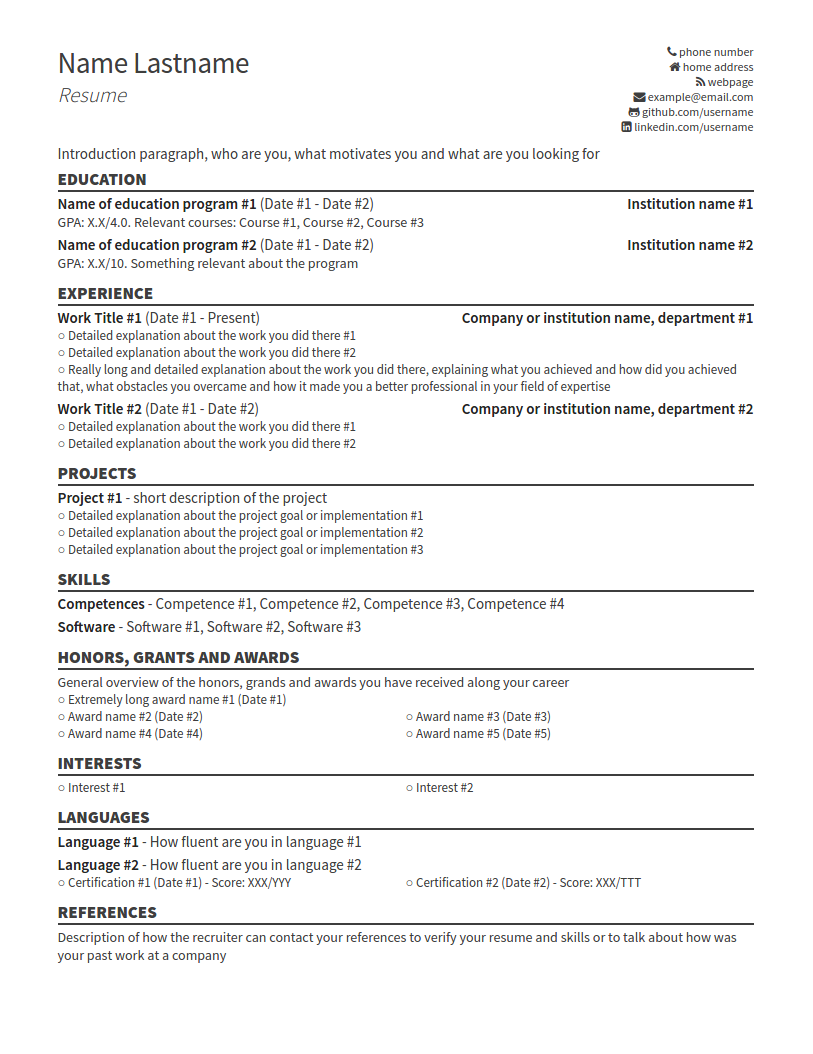 Name Lastname
Resume
phone number
home address
webpage
example@email.com
github.com/username
linkedin.com/username
Introduction paragraph, who are you, what motivates you and what are you looking for
EDUCATION
Name of education program #1 (Date #1 - Date #2) Institution name #1
GPA: X.X/4.0. Relevant courses: Course #1, Course #2, Course #3
Name of education program #2 (Date #1 - Date #2) Institution name #2
GPA: X.X/10. Something relevant about the program
EXPERIENCE
Work Title #1 (Date #1 - Present) Company or institution name, department #1
○ Detailed explanation about the work you did there #1
○ Detailed explanation about the work you did there #2
○ Really long and detailed explanation about the work you did there, explaining what you achieved and how did you achieved
that, what obstacles you overcame and how it made you a better professional in your field of expertise
Work Title #2 (Date #1 - Date #2) Company or institution name, department #2
○ Detailed explanation about the work you did there #1
○ Detailed explanation about the work you did there #2
PROJECTS
Project #1 - short description of the project
○ Detailed explanation about the project goal or implementation #1
○ Detailed explanation about the project goal or implementation #2
○ Detailed explanation about the project goal or implementation #3
SKILLS
Competences - Competence #1, Competence #2, Competence #3, Competence #4
Software - Software #1, Software #2, Software #3
HONORS, GRANTS AND AWARDS
General overview of the honors, grands and awards you have received along your career
○ Extremely long award name #1 (Date #1)
○ Award name #2 (Date #2) ○ Award name #3 (Date #3)
○ Award name #4 (Date #4) ○ Award name #5 (Date #5)
INTERESTS
○ Interest #1 ○ Interest #2
LANGUAGES
Language #1 - How fluent are you in language #1
Language #2 - How fluent are you in language #2
○ Certification #1 (Date #1) - Score: XXX/YYY ○ Certification #2 (Date #2) - Score: XXX/TTT
REFERENCES
Description of how the recruiter can contact your references to verify your resume and skills or to talk about how was
your past work at a company